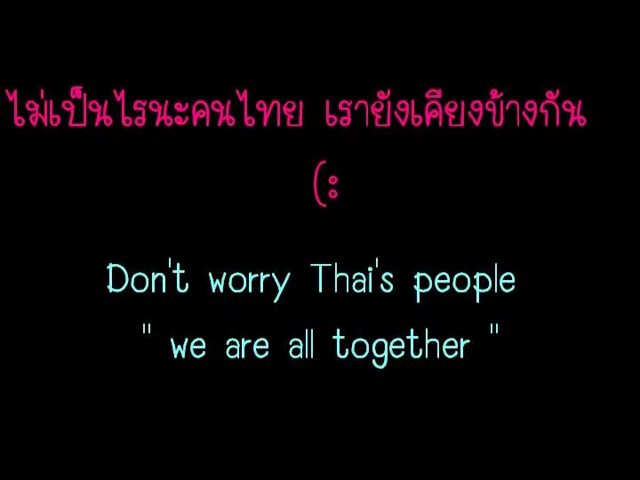 ไม่เป็นไรนะคนไทย เรายังเคียงข้างกัน
(:
Don't worry Thai's people
" we are all together "